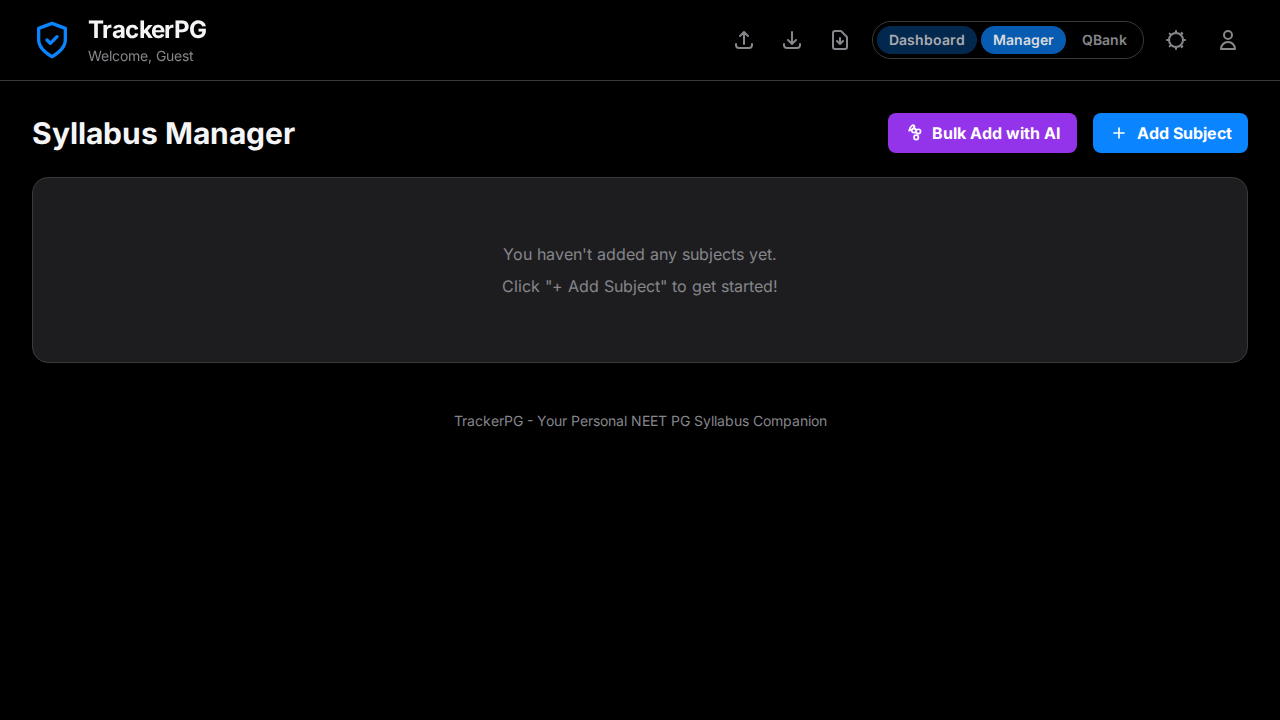 TrackerPG
Welcome, Guest
Dashboard
Manager
QBank
Syllabus Manager
Bulk Add with AI
Add Subject
You haven't added any subjects yet.
Click "+ Add Subject" to get started!
TrackerPG - Your Personal NEET PG Syllabus Companion